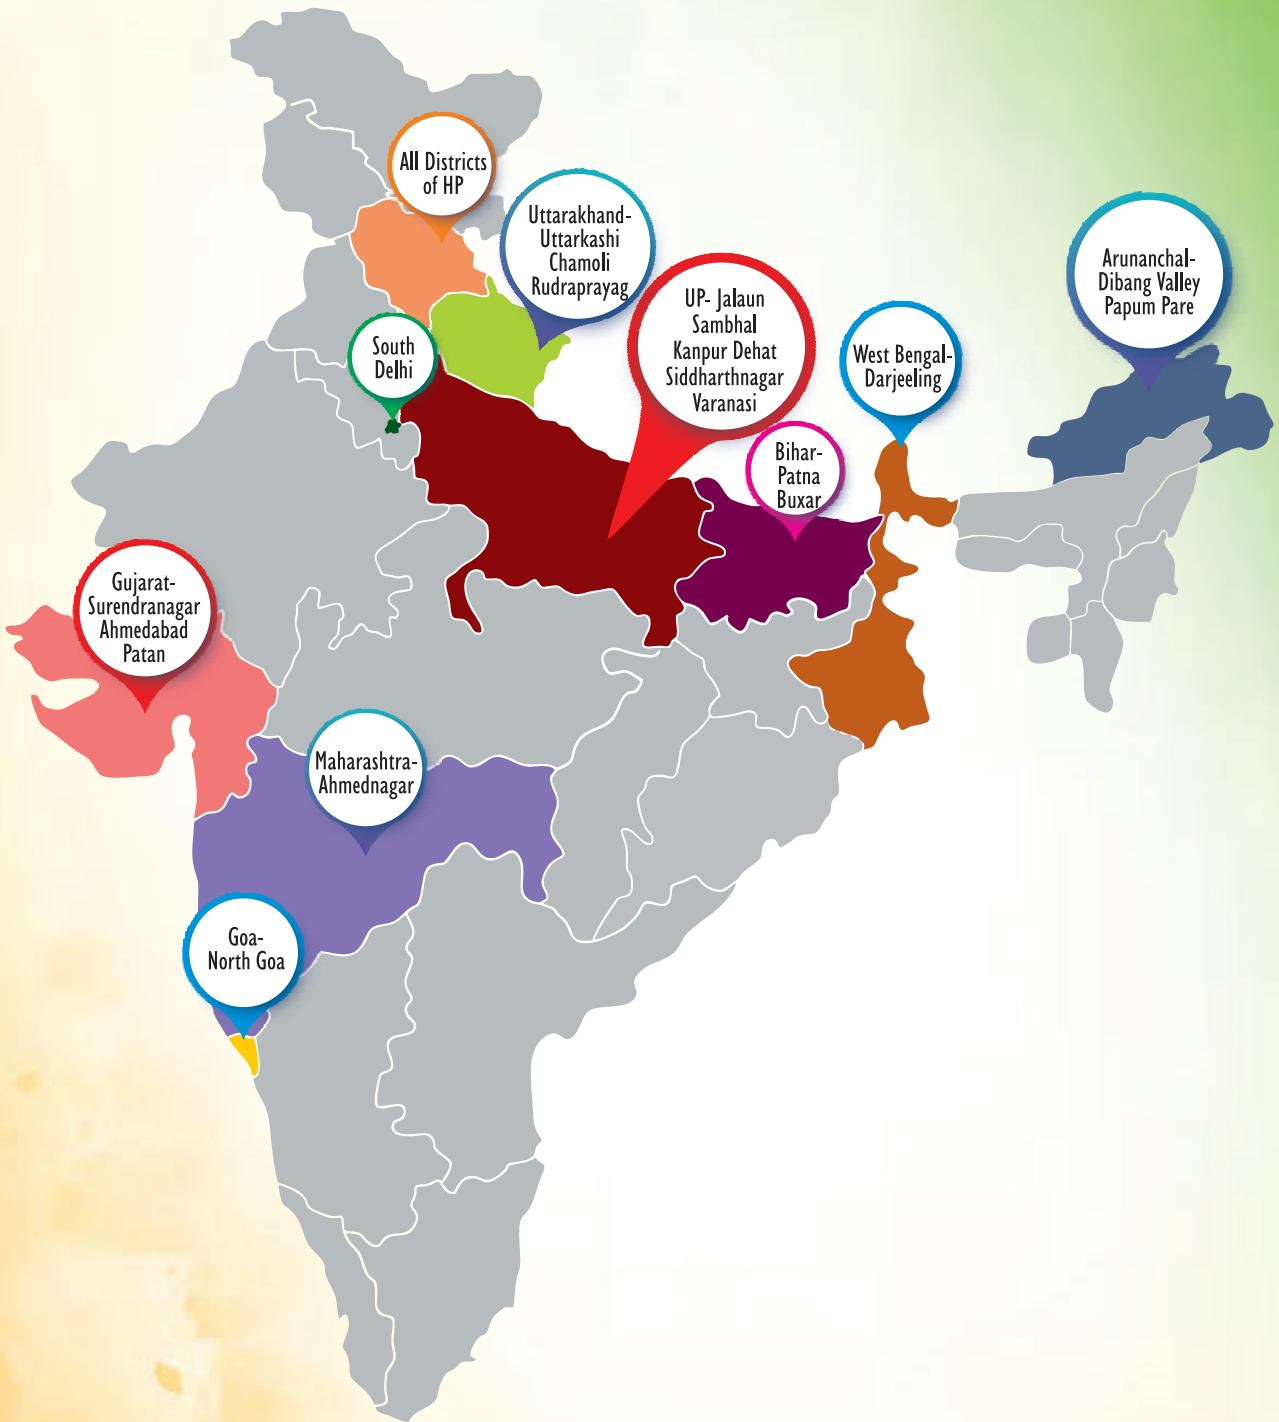 All Districts
of HP
Uttarakhand-
Uttarkashi
Chamoli
Rudraprayag
Arunanchal-
Dibang Valley
Papum Pare
UP- Jalaun
Sambhal
Kanpur Dehat
Siddharthnagar
Varanasi
South
Delhi
West Bengal-
Darjeeling
Bihar-
Patna
Buxar
Gujarat-
Surendranagar
Ahmedabad
Patan
Maharashtra-
Ahmednagar
Goa-
North Goa